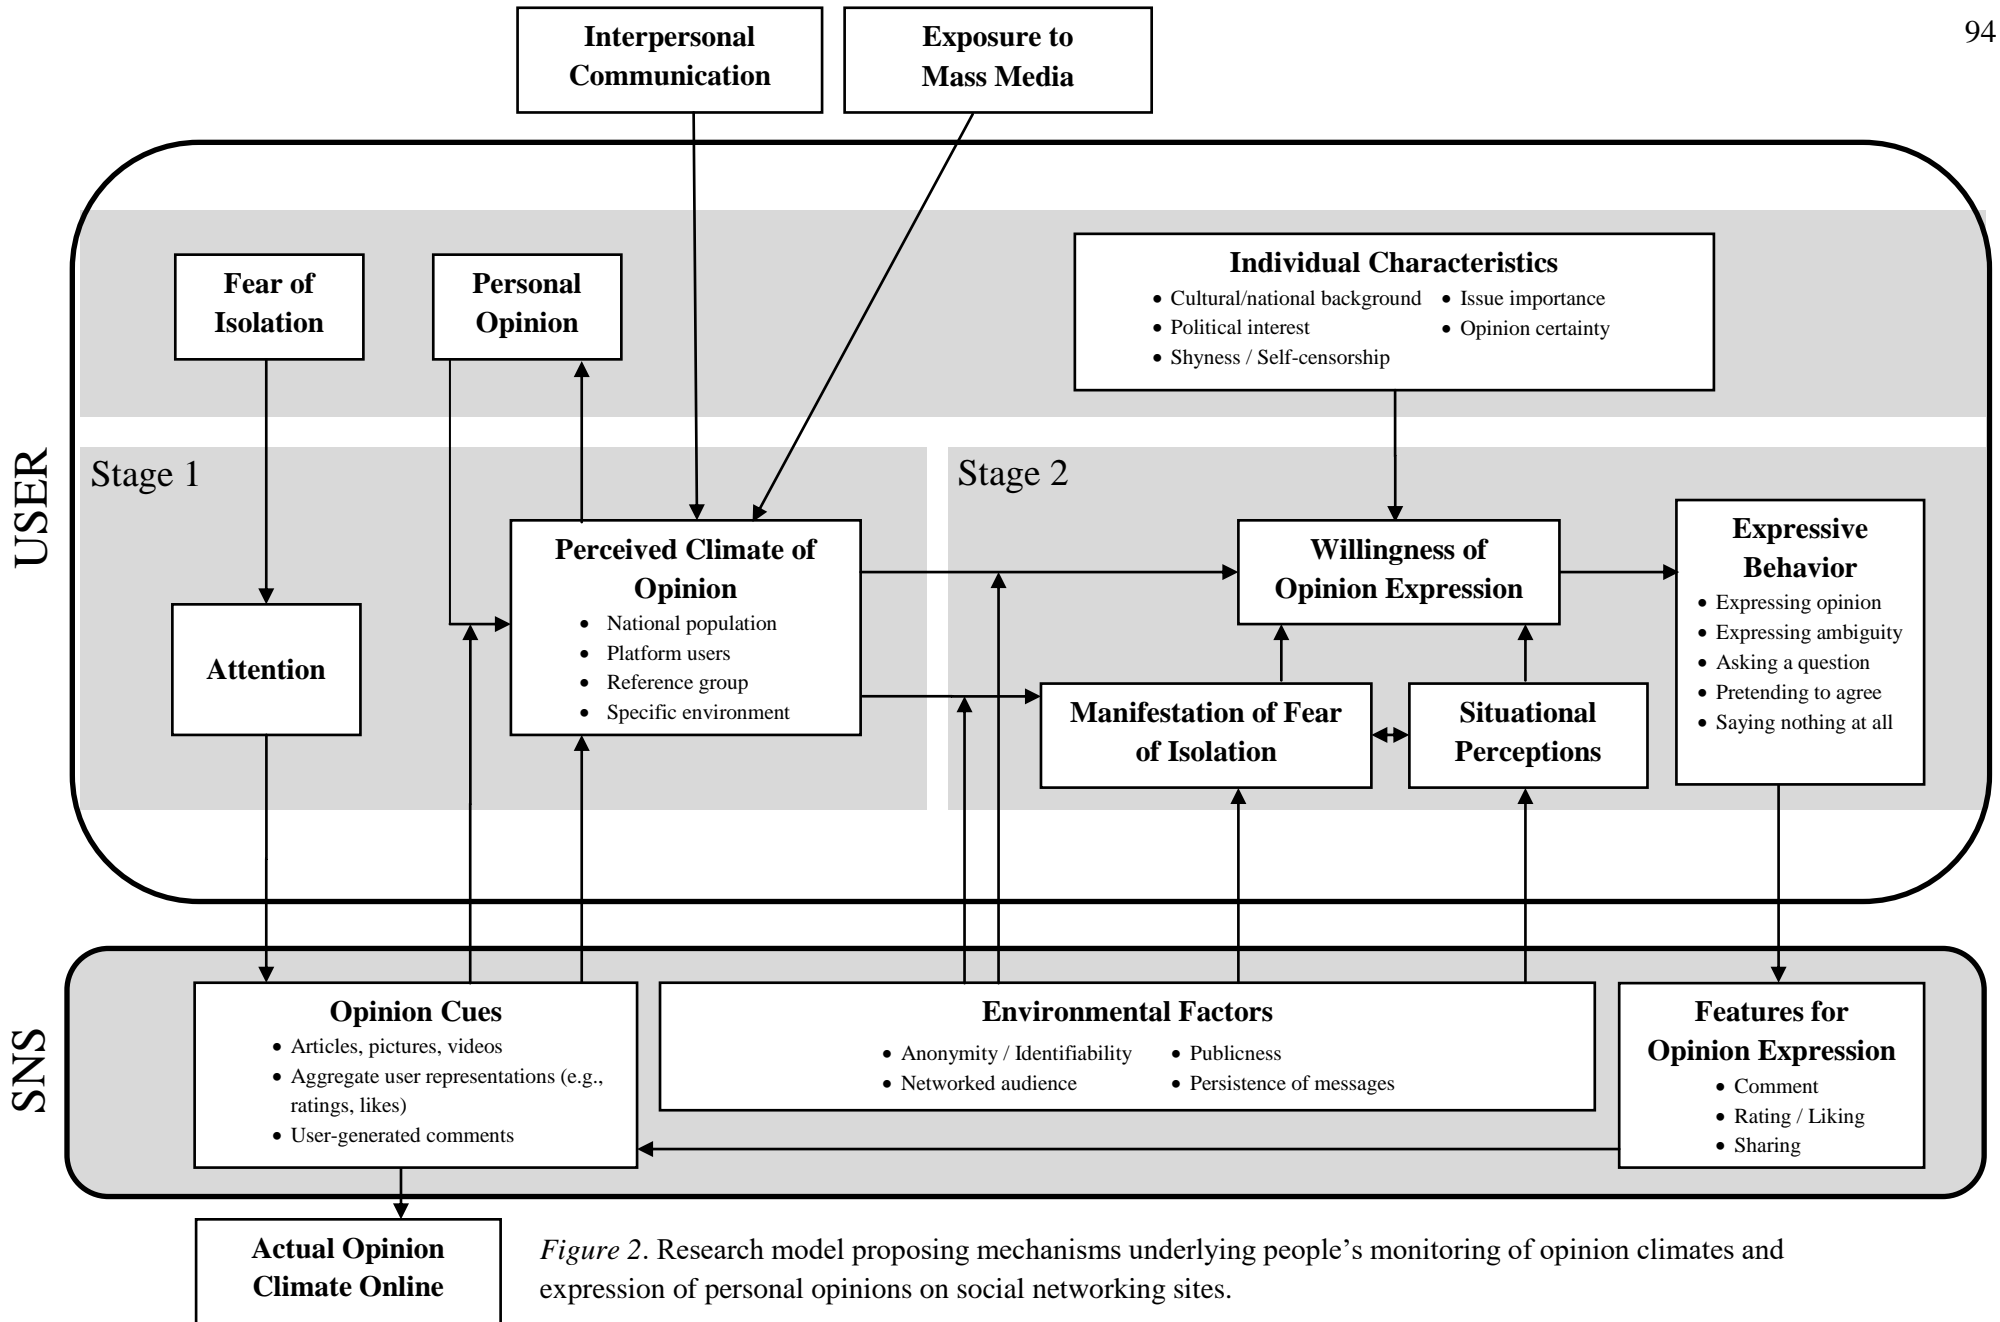 94
Interpersonal
Communication
Exposure to
Mass Media
USER
Fear of
Isolation
Personal
Opinion
Individual Characteristics
• Cultural/national background
• Political interest
• Shyness / Self-censorship
• Issue importance
• Opinion certainty
Stage 1
Attention
Perceived Climate of
Opinion
• National population
• Platform users
• Reference group
• Specific environment
Stage 2
Willingness of
Opinion Expression
Manifestation of Fear
of Isolation
Situational
Perceptions
Expressive
Behavior
• Expressing opinion
• Expressing ambiguity
• Asking a question
• Pretending to agree
• Saying nothing at all
SNS
Opinion Cues
• Articles, pictures, videos
• Aggregate user representations (e.g.,
ratings, likes)
• User-generated comments
Environmental Factors
• Anonymity / Identifiability
• Networked audience
• Publicness
• Persistence of messages
Features for
Opinion Expression
• Comment
• Rating / Liking
• Sharing
Actual Opinion
Climate Online
Figure 2. Research model proposing mechanisms underlying people’s monitoring of opinion climates and
expression of personal opinions on social networking sites.